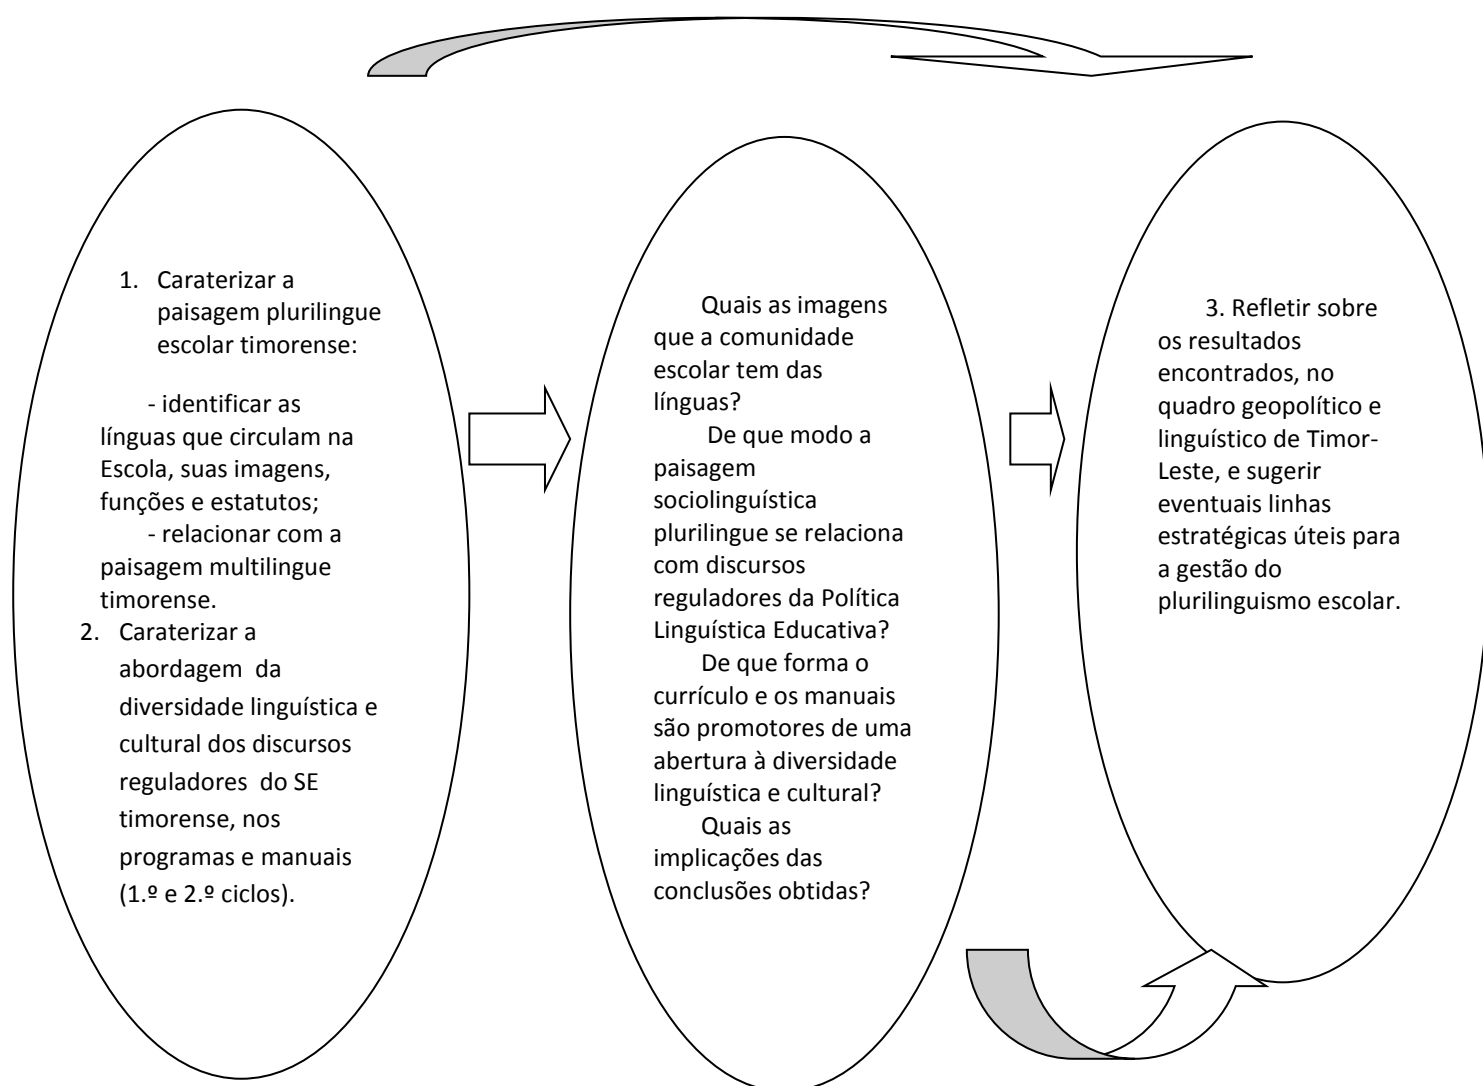 1. Caraterizar a
paisagem plurilingue
escolar timorense:
- identificar as
línguas que circulam na
Escola, suas imagens,
funções e estatutos;
- relacionar com a
paisagem multilingue
timorense.
2. Caraterizar a
abordagem da
diversidade linguística e
cultural dos discursos
reguladores do SE
timorense, nos
programas e manuais
(1.º e 2.º ciclos).
Quais as imagens
que a comunidade
escolar tem das
línguas?
De que modo a
paisagem
sociolinguística
plurilingue se relaciona
com discursos
reguladores da Política
Linguística Educativa?
De que forma o
currículo e os manuais
são promotores de uma
abertura à diversidade
linguística e cultural?
Quais as
implicações das
conclusões obtidas?
3. Refletir sobre
os resultados
encontrados, no
quadro geopolítico e
linguístico de Timor-
Leste, e sugerir
eventuais linhas
estratégicas úteis para
a gestão do
plurilinguismo escolar.